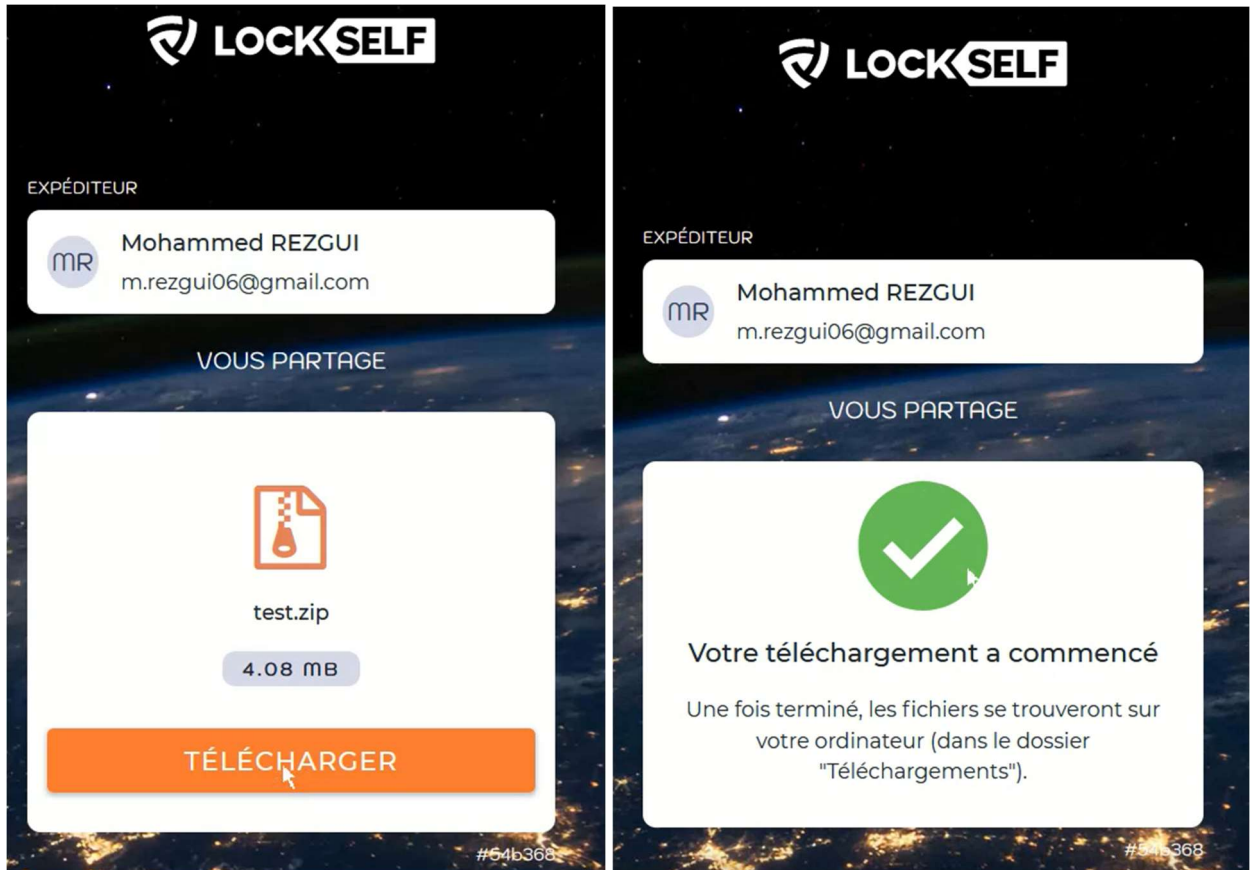 LOCKSELF
EXPÉDITEUR
MR
Mohammed REZGUI
m.rezgui06@gmail.com
VOUS PARTAGE
test.zip
4.08 MB
TÉLÉCHARGER
#54b368
LOCKSELF
EXPÉDITEUR
MR
Mohammed REZGUI
m.rezgui06@gmail.com
VOUS PARTAGE
Votre téléchargement a commencé
Une fois terminé, les fichiers se trouveront sur
votre ordinateur (dans le dossier
"Téléchargements").
#54b368